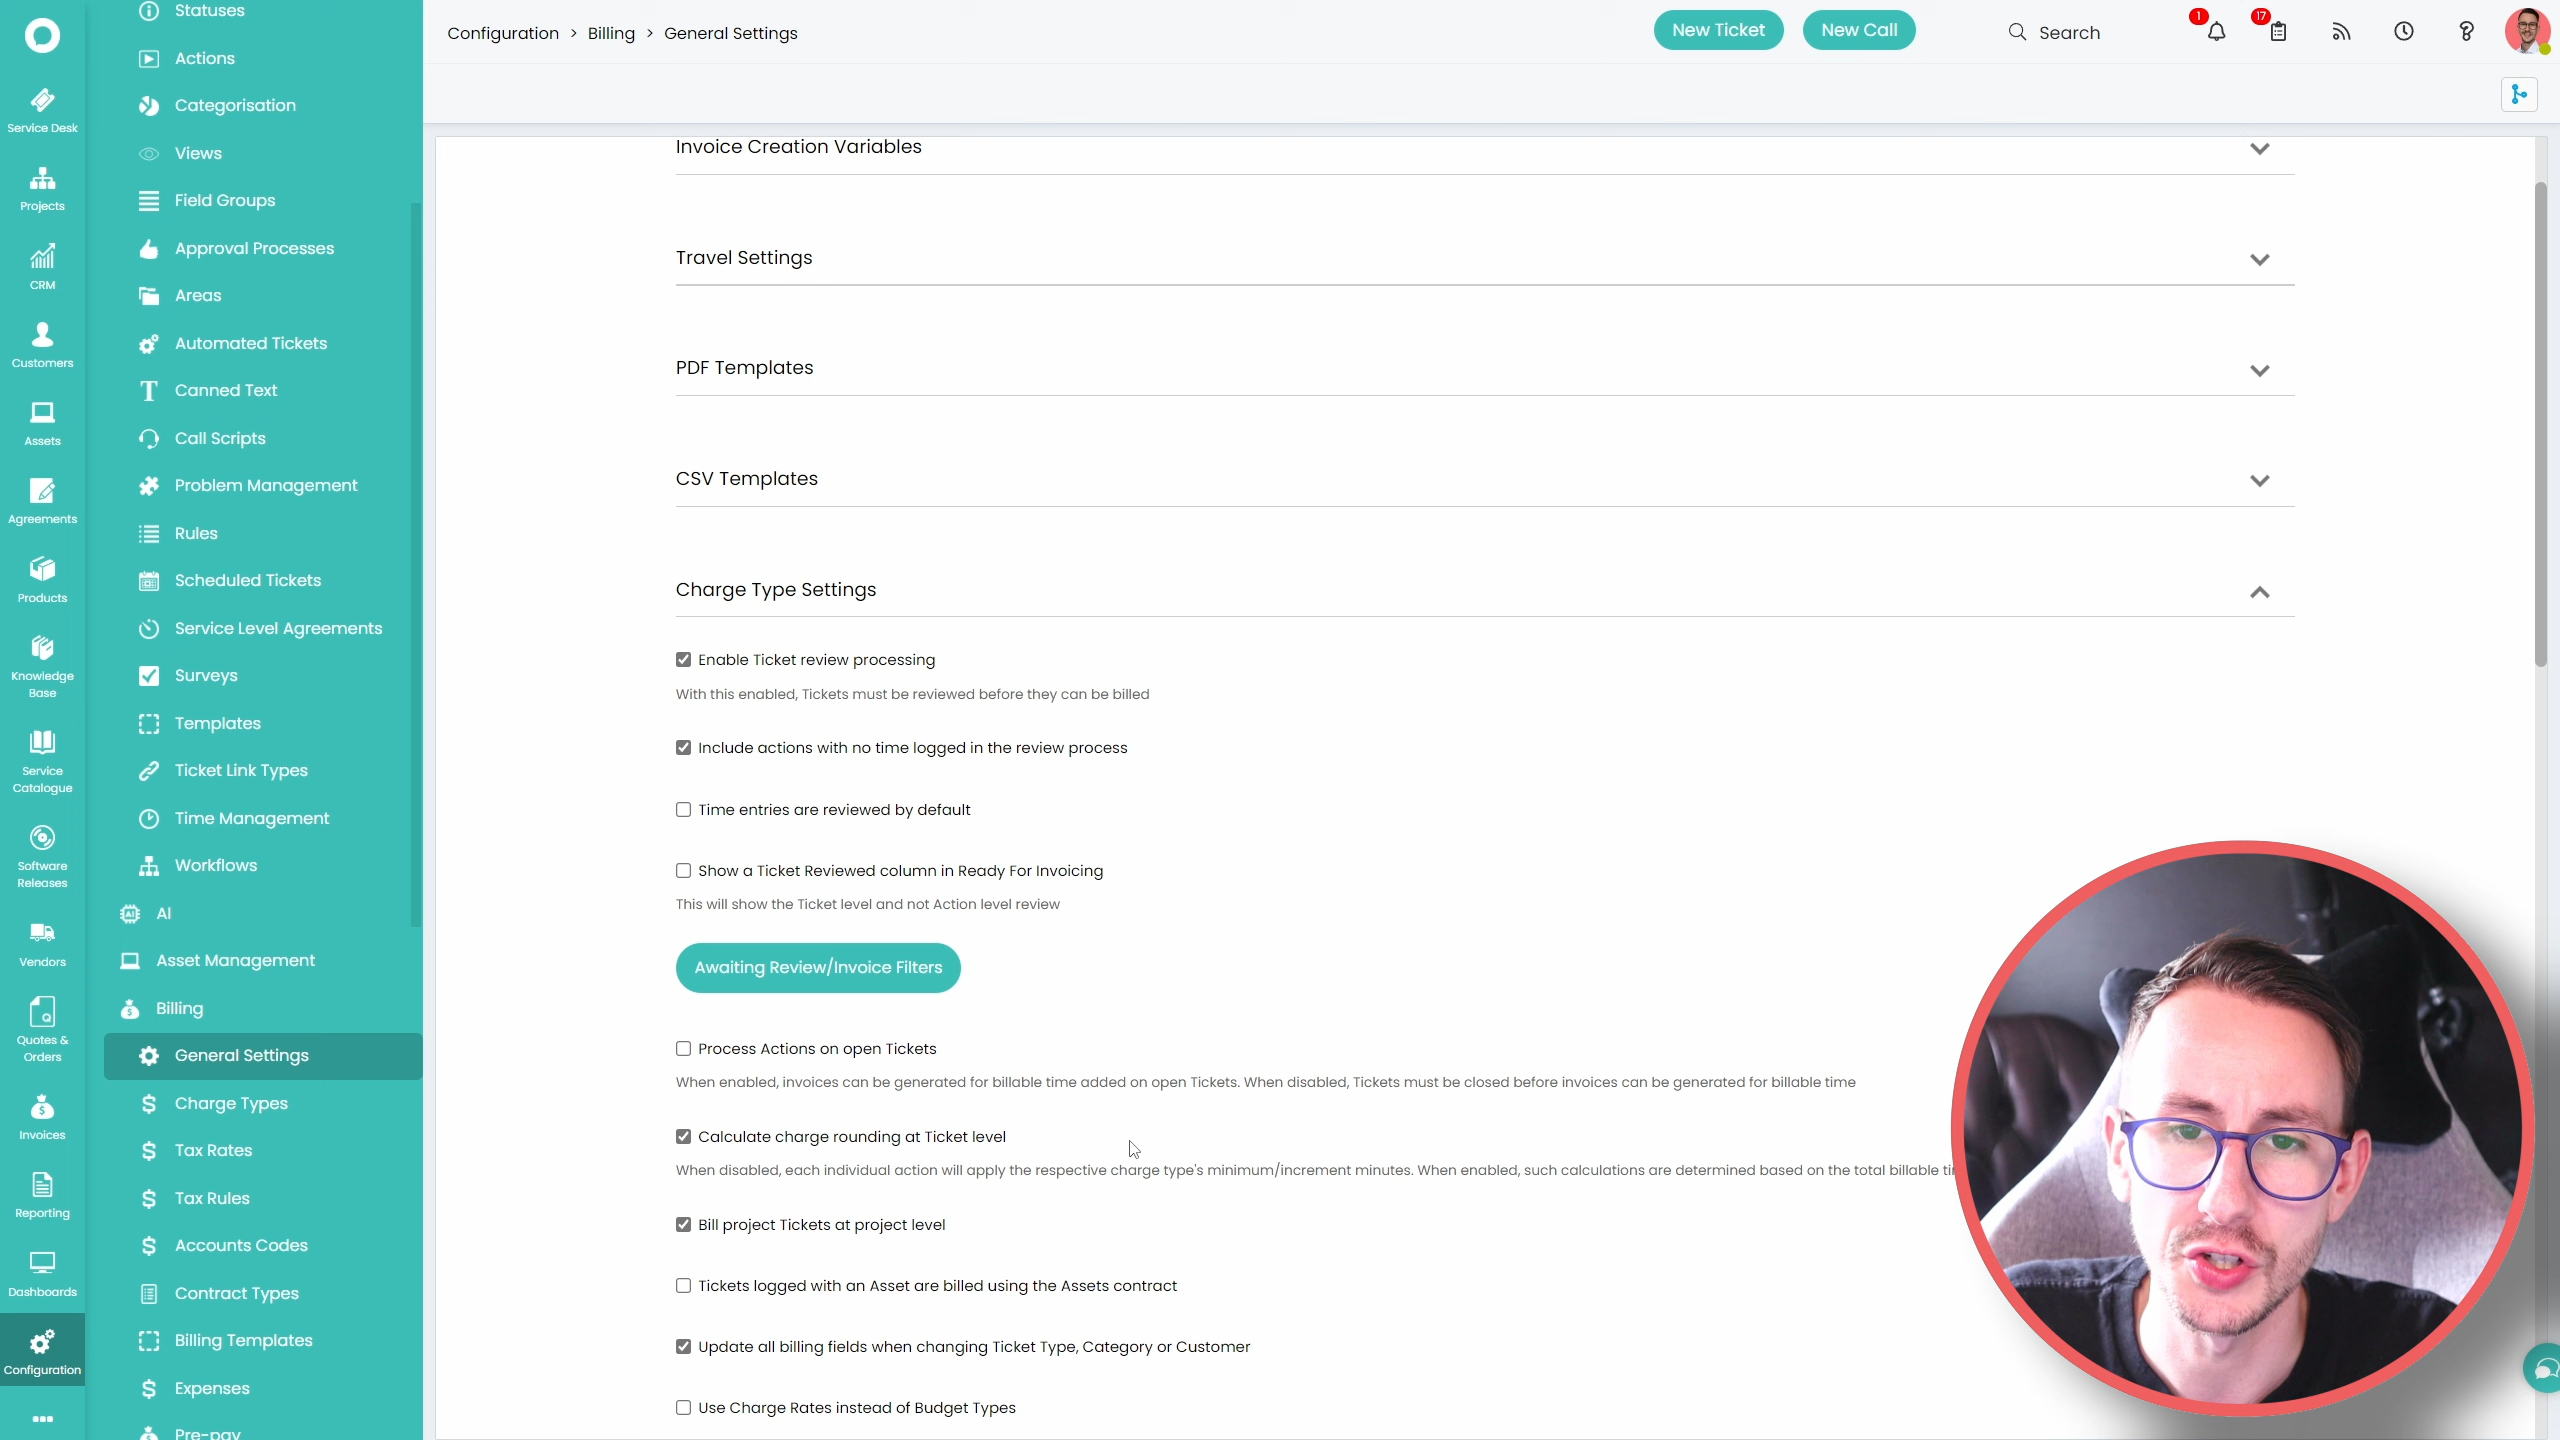 Configuration > Billing > General Settings
New Ticket
New Call
Search
1
17
Service Desk
Projects
CRM
Customers
Assets
Agreements
Products
Knowledge
Base
Service
Catalogue
Software
Releases
Vendors
Quotes &
Orders
Invoices
Reporting
Dashboards
Configuration
Statuses
Actions
Categorisation
Views
Field Groups
Approval Processes
Areas
Automated Tickets
Canned Text
Call Scripts
Problem Management
Rules
Scheduled Tickets
Service Level Agreements
Surveys
Templates
Ticket Link Types
Time Management
Workflows
AI
Asset Management
Billing
General Settings
Charge Types
Tax Rates
Tax Rules
Accounts Codes
Contract Types
Billing Templates
Expenses
Pre-pay
Invoice Creation Variables
Travel Settings
PDF Templates
CSV Templates
Charge Type Settings
Enable Ticket review processing
With this enabled, Tickets must be reviewed before they can be billed
Include actions with no time logged in the review process
Time entries are reviewed by default
Show a Ticket Reviewed column in Ready For Invoicing
This will show the Ticket level and not Action level review
Awaiting Review/Invoice Filters
Process Actions on open Tickets
When enabled, invoices can be generated for billable time added on open Tickets. When disabled, Tickets must be closed before invoices can be generated for billable time
Calculate charge rounding at Ticket level
When disabled, each individual action will apply the respective charge type's minimum/increment minutes. When enabled, such calculations are determined based on the total billable
Bill project Tickets at project level
Tickets logged with an Asset are billed using the Assets contract
Update all billing fields when changing Ticket Type, Category or Customer
Use Charge Rates instead of Budget Types